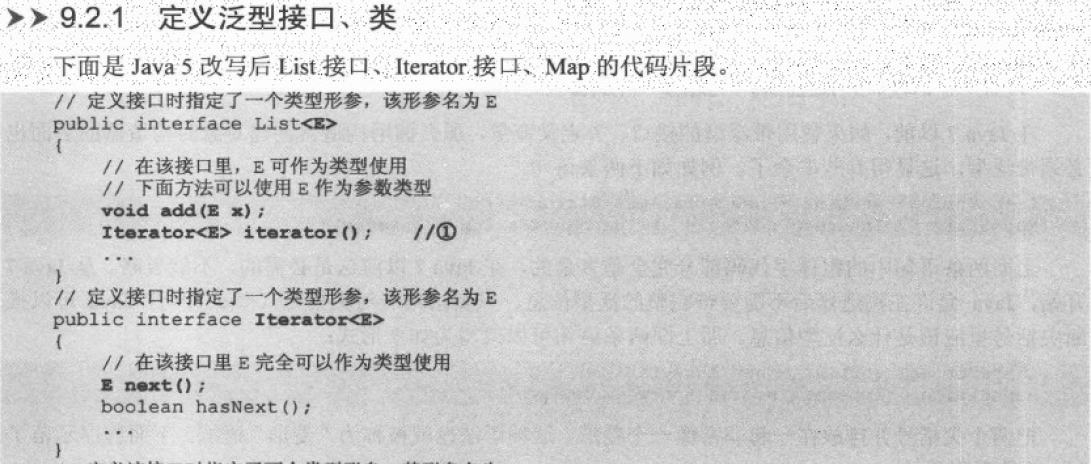 ▶▶ 9.2.1 定义泛型接口、类
下面是 Java 5 改写后 List 接口、Iterator 接口、Map 的代码片段。
// 定义接口时指定了一个类型形参，该形参名为 E
public interface List<E>
{
// 在该接口里，E 可作为类型使用
// 下面方法可以使用 E 作为参数类型
void add(E x);
Iterator<E> iterator(); //①
...
}
// 定义接口时指定了一个类型形参，该形参名为 E
public interface Iterator<E>
{
// 在该接口里 E 完全可以作为类型使用
E next();
boolean hasNext();
...
}